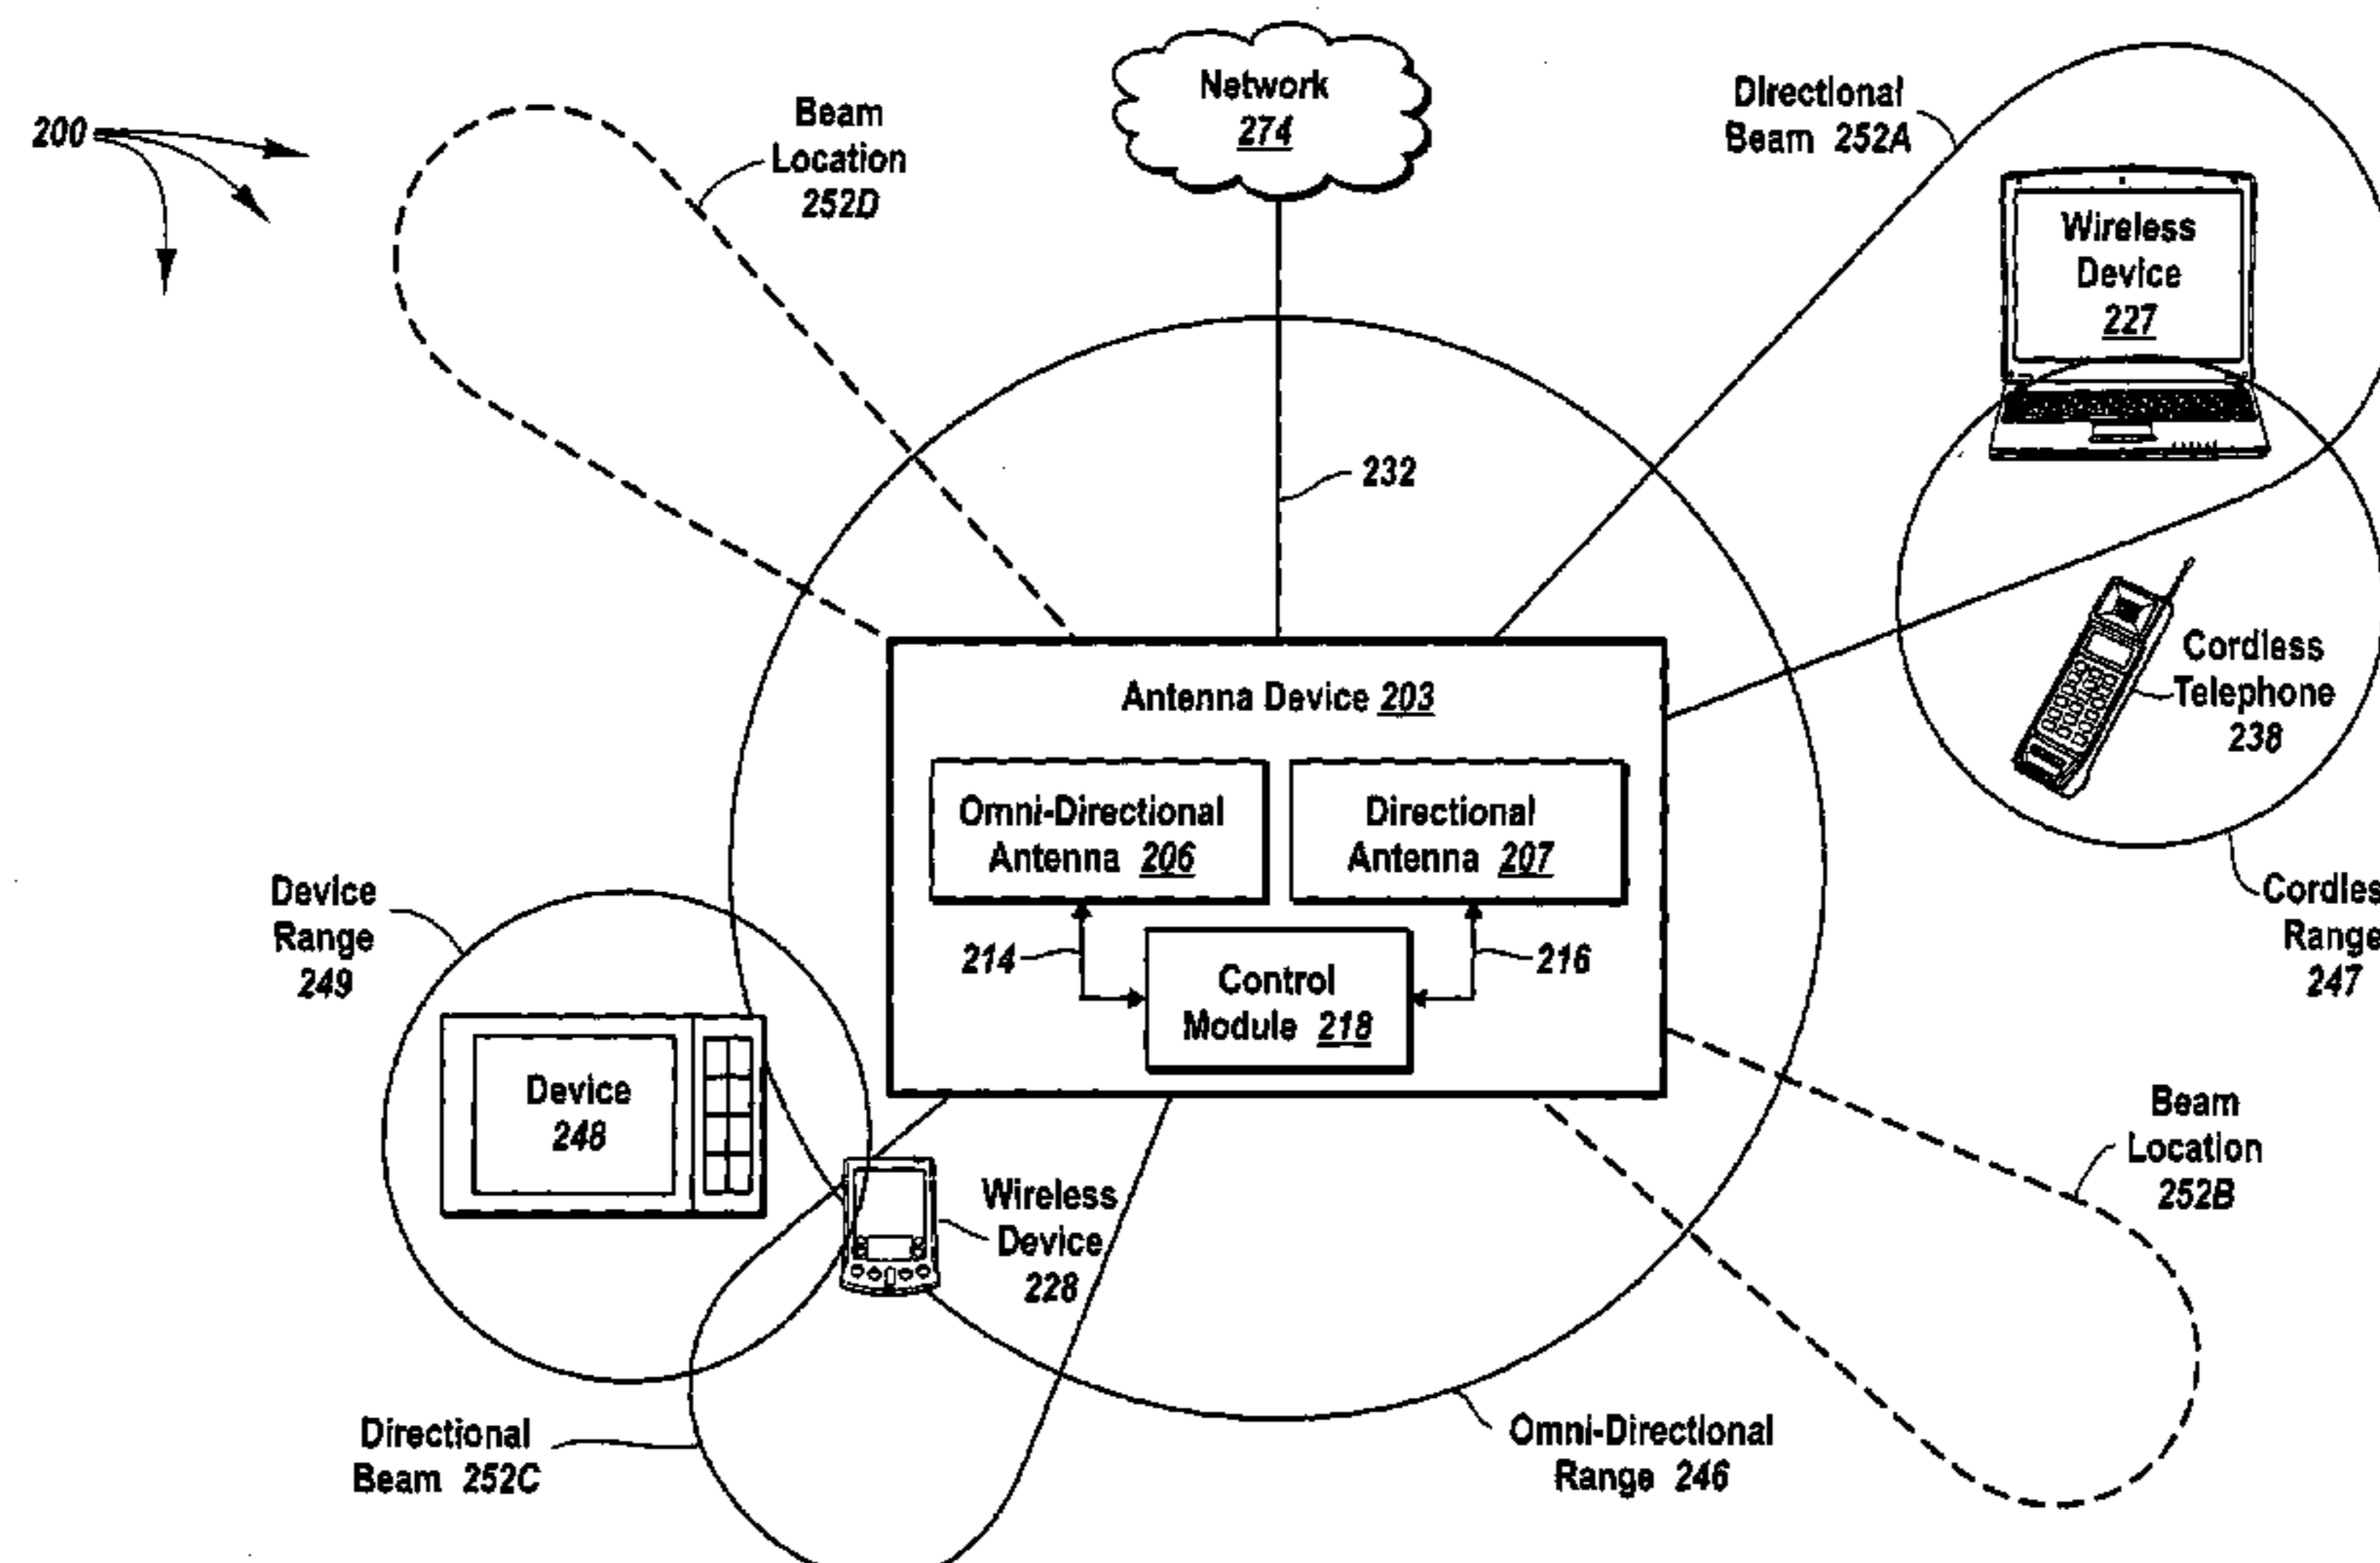 200
Beam
Location
252D
Network
274
Directional
Beam 252A
Wireless
Device
227
232
Cordless
Telephone
238
Antenna Device 203
Omni-Directional
Antenna 206
Directional
Antenna 207
214
Control
Module 218
216
Device
Range
249
Cordles
Range
247
Device
248
Wireless
Device
228
Beam
Location
252B
Directional
Beam 252C
Omni-Directional
Range 246